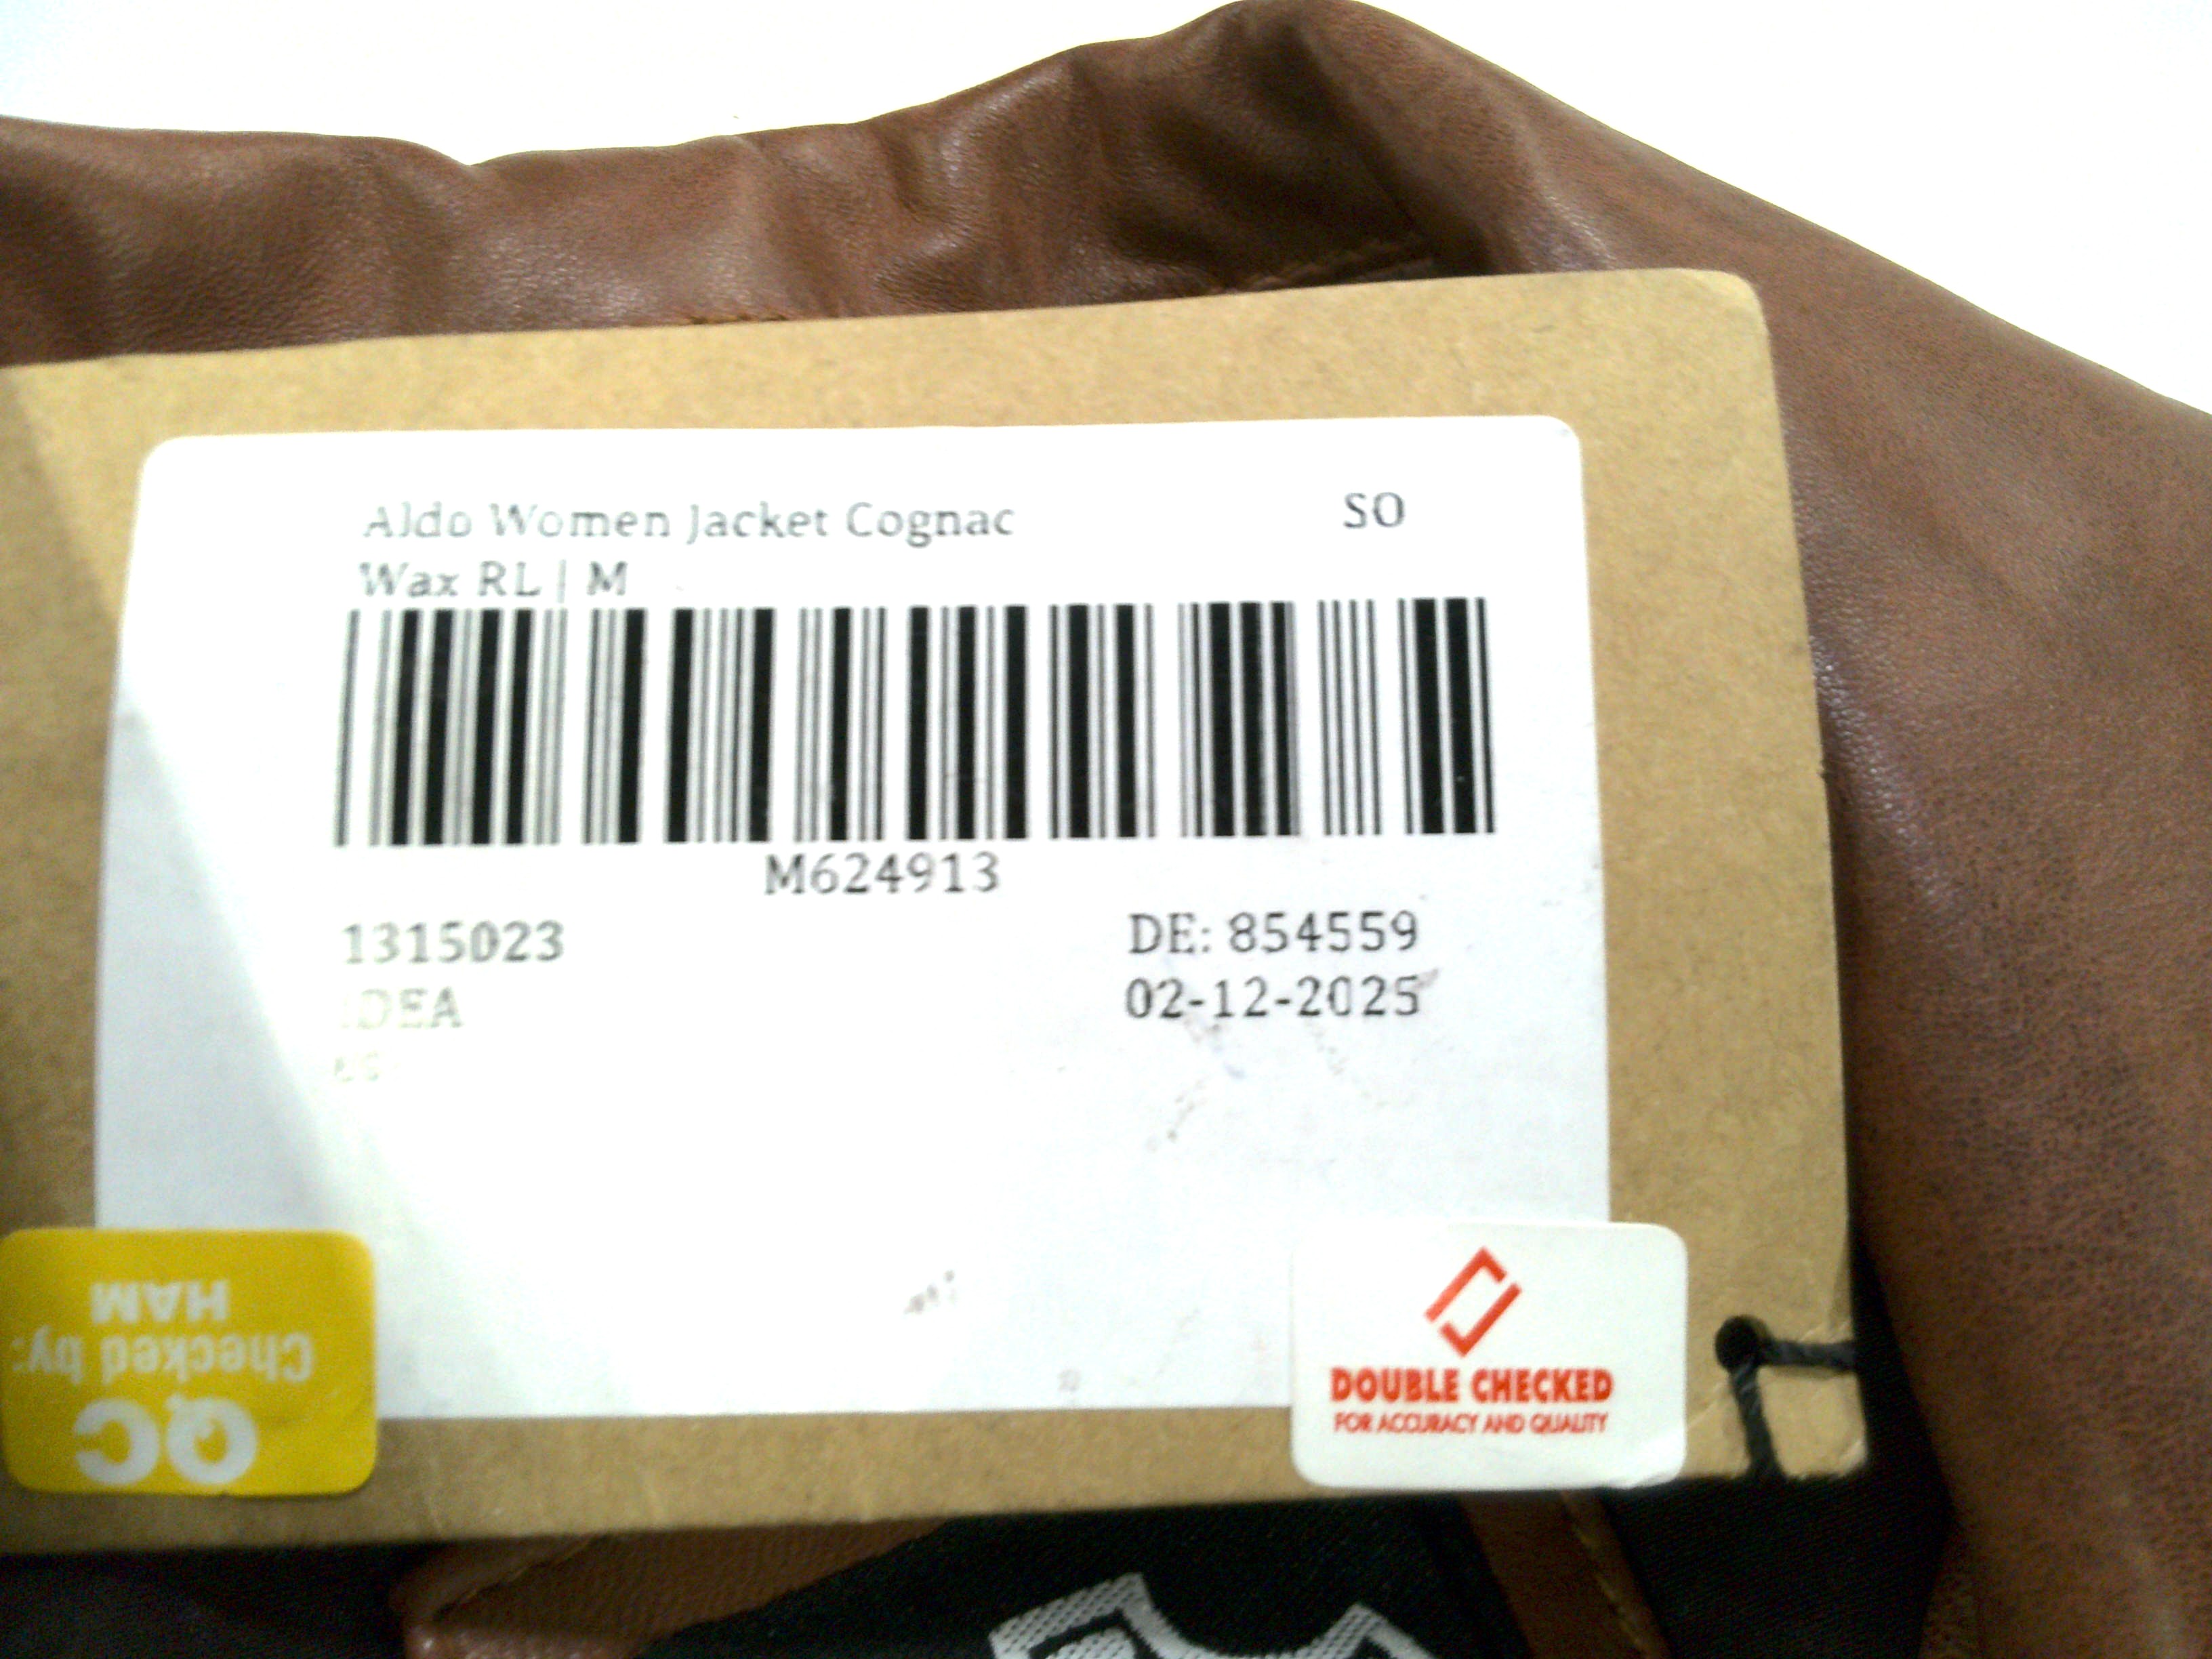 Aldo Women Jacket Cognac SO
Wax RL | M
M624913
1315023 DE: 854559
02-12-2025
QC
Checked by:
HAM
DOUBLE CHECKED
FOR ACCURACY AND QUALITY